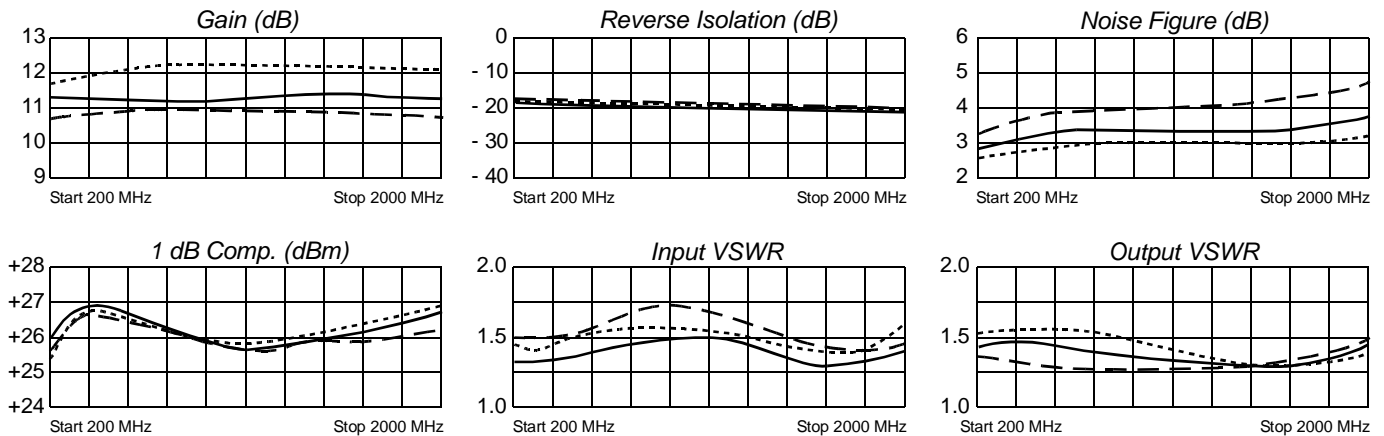 Gain (dB)
13
12
11
10
9
Start 200 MHz
Stop 2000 MHz
Reverse Isolation (dB)
0
- 10
- 20
- 30
- 40
Start 200 MHz
Stop 2000 MHz
Noise Figure (dB)
6
5
4
3
2
Start 200 MHz
Stop 2000 MHz
1 dB Comp. (dBm)
+28
+27
+26
+25
+24
Start 200 MHz
Stop 2000 MHz
Input VSWR
2.0
1.5
1.0
Start 200 MHz
Stop 2000 MHz
Output VSWR
2.0
1.5
1.0
Start 200 MHz
Stop 2000 MHz